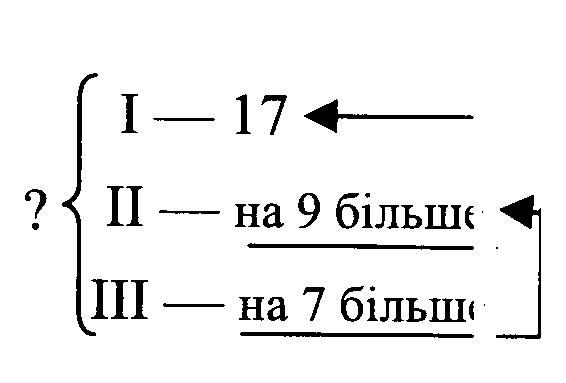 I — 17
? II — на 9 більше
III — на 7 більше